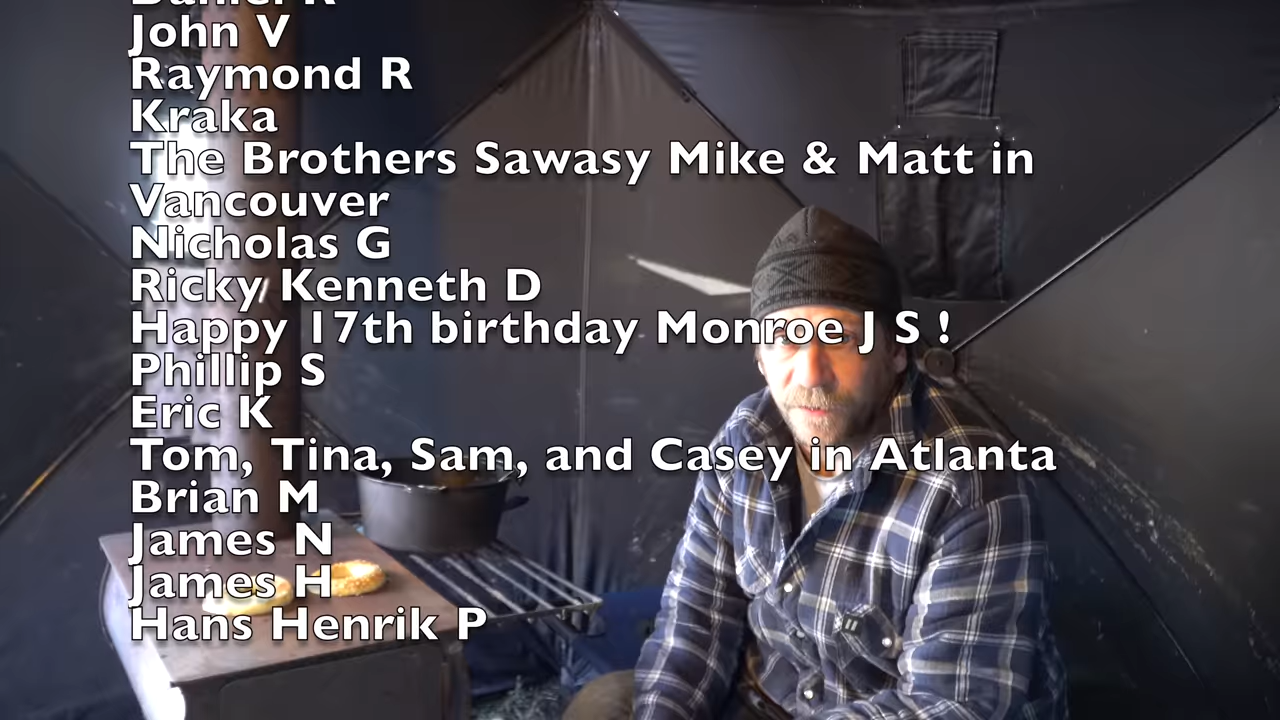 Daniel R
John V
Raymond R
Kraka
The Brothers Sawasy Mike & Matt in
Vancouver
Nicholas G
Ricky Kenneth D
Happy 17th birthday Monroe J S !
Phillip S
Eric K
Tom, Tina, Sam, and Casey in Atlanta
Brian M
James N
James H
Hans Henrik P